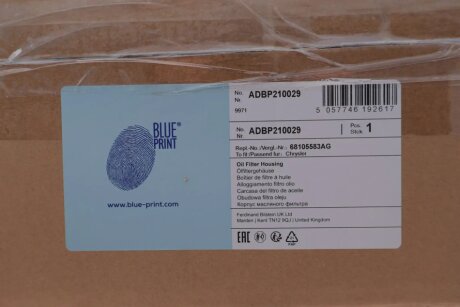 BLUE
PRINT
www.blue-print.com
No.
Nr.
ADBP210029
9971
5 057746 192617
No.
Nr.
ADBP210029
Pcs.
Stck.
1
Repl.-No./Vergl.-Nr.: 68105583AG
To fit/Passend für: Chrysler
Oil Filter Housing
Ölfiltergehäuse
Boîtier de filtre à huile
Alloggiamento filtro olio
Carcasa del filtro de aceite
Obudowa filtra oleju
Корпус масляного фильтра
Ferdinand Bilstein UK Ltd
Marden | Kent TN12 9QJ | United Kingdom
EAC